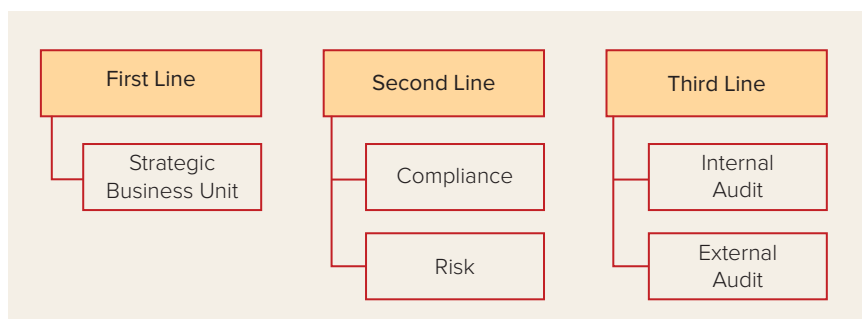 First Line
Strategic
Business Unit
Second Line
Compliance
Risk
Third Line
Internal
Audit
External
Audit